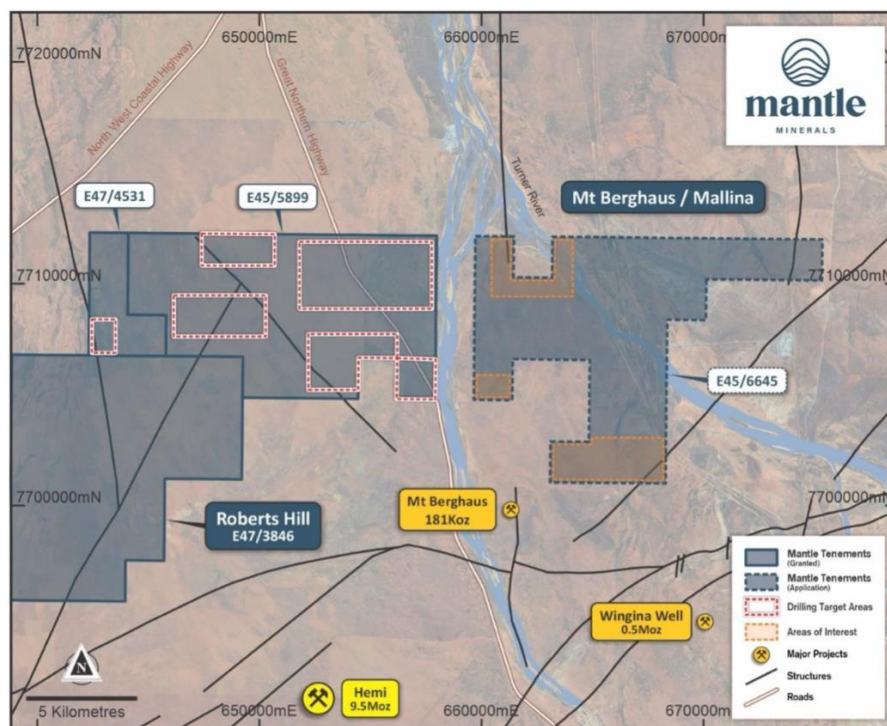 7720000mN
650000mE
660000mE
670000m
mantle
MINERALS
North West Coastal Highway
Great Northern Highway
Turner River
E47/4531
E45/5899
Mt Berghaus / Mallina
7710000mN
7710000m
E45/6645
7700000mN
7700000mN
Roberts Hill
E47/3846
Mt Berghaus
181Koz
Wingina Well
0.5Moz
N
5 Kilometres
650000mE
Hemi
9.5Moz
660000mE
670000m
Mantle Tenements
(Granted)
Mantle Tenements
(Application)
Drilling Target Areas
Areas of Interest
Major Projects
Structures
Roads